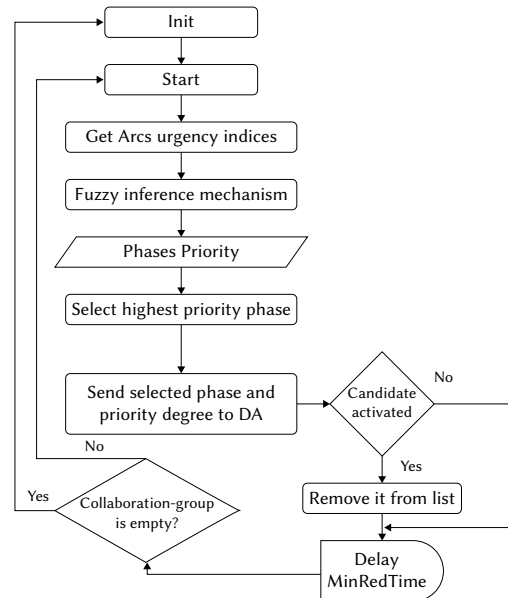 Init
Start
Get Arcs urgency indices
Fuzzy inference mechanism
Phases Priority
Select highest priority phase
Send selected phase and
priority degree to DA
Candidate
activated
No
Yes
Remove it from list
Delay
MinRedTime
Collaboration-group
is empty?
No
Yes